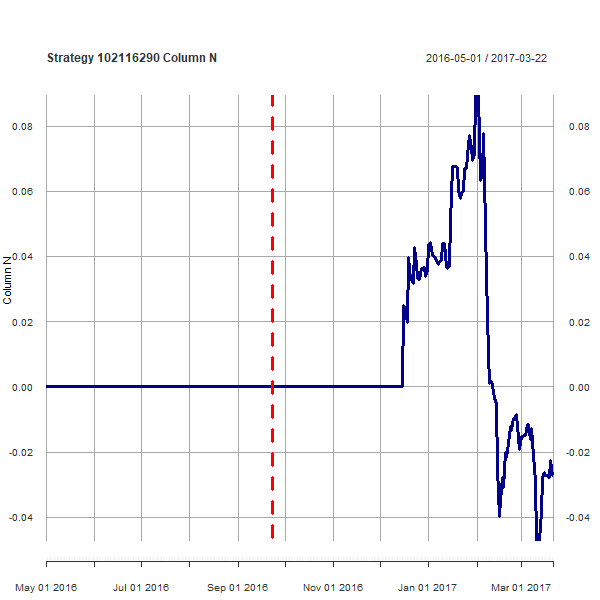 Strategy 102116290 Column N
2016-05-01 / 2017-03-22
0.08
0.08
0.06
0.06
0.04
0.04
Column N
0.02
0.02
0.00
0.00
-0.02
-0.02
-0.04
-0.04
May 01 2016
Jul 01 2016
Sep 01 2016
Nov 01 2016
Jan 01 2017
Mar 01 2017